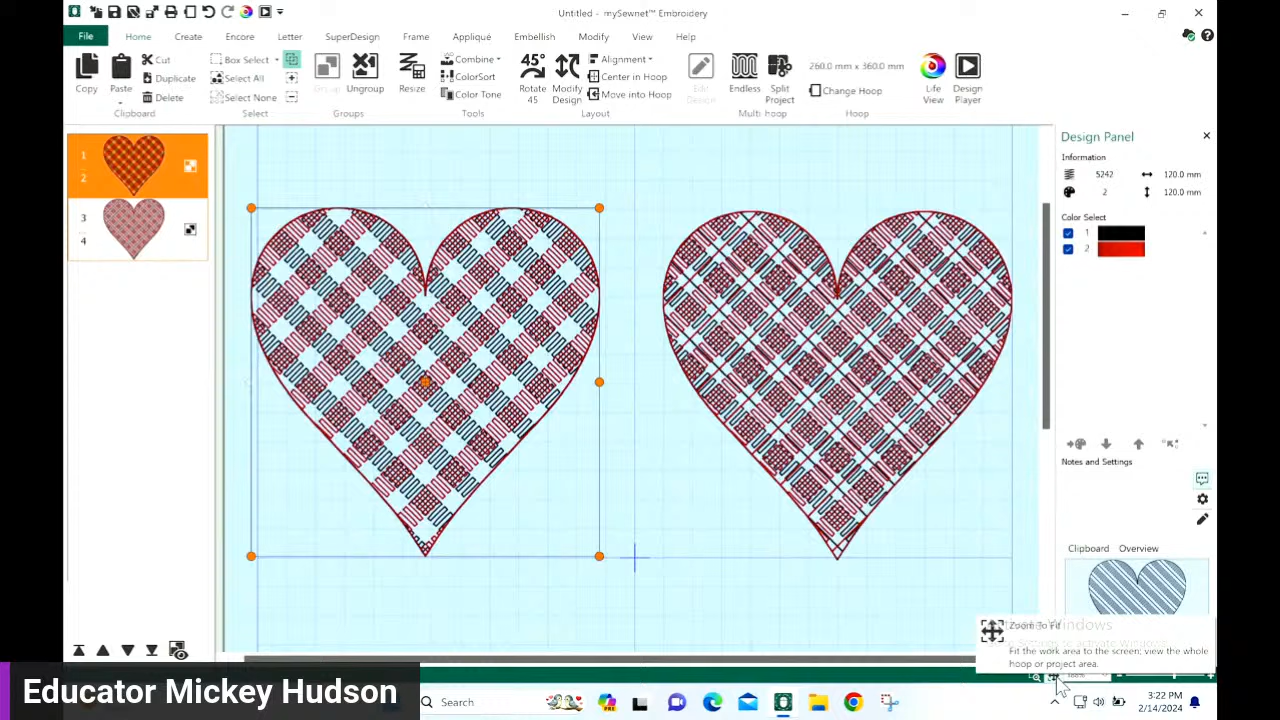 Untitled - mySewnet™ Embroidery
File Home Create Encore Letter SuperDesign Frame Appliqué Embellish Modify View Help
Copy
Paste
Cut
Duplicate
Delete
Clipboard
Box Select
Select All
Select None
Select
Group
Ungroup
Groups
Resize
Combine
ColorSort
Color Tone
Tools
45°
Rotate
45
Modify
Design
Alignment
Center in Hoop
Move into Hoop
Layout
Edit
Design
Endless
Split
Project
Multi hoop
260.0 mm x 360.0 mm
Change Hoop
Hoop
Life
View
Design
Player
1
2
3
4
Design Panel
Information
5242 120.0 mm
2 120.0 mm
Color Select
1
2
Notes and Settings
Clipboard Overview
Zoom To Fit
Fit the work area to the screen; view the whole
hoop or project area.
Educator Mickey Hudson
Search
PRE
3:22 PM
2/14/2024